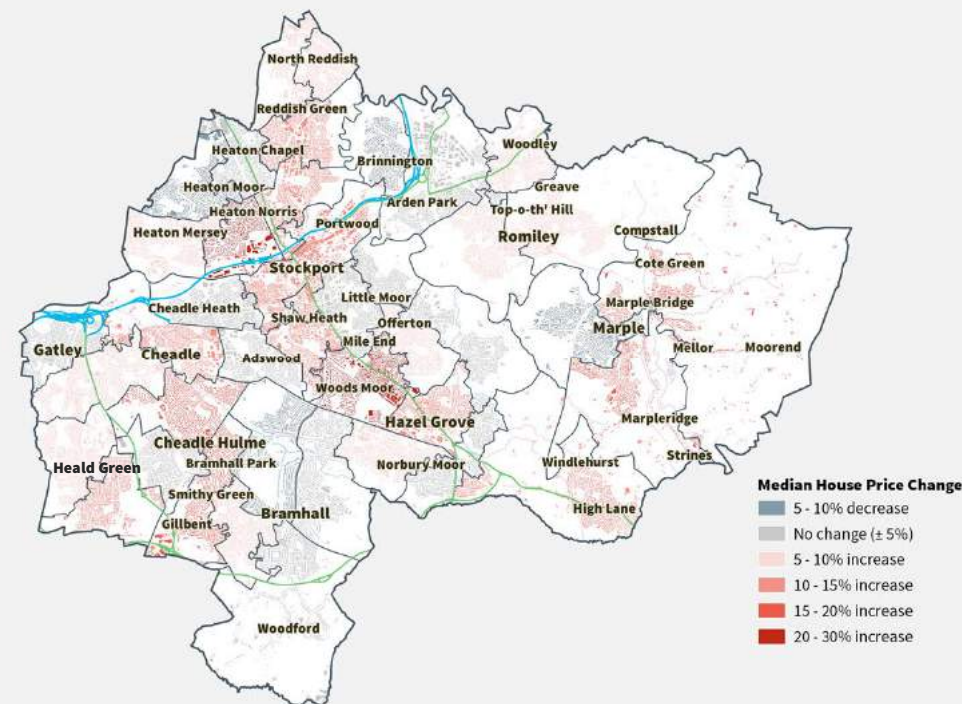 North Reddish
Reddish Green
Heaton Chapel
Woodley
Brinnington
Heaton Moor
Greave
Arden Park
Heaton Norris
Top-o-th' Hill
Portwood
Heaton Mersey
Romiley
Compstall
Stockport
Cote Green
Little Moor
Marple Bridge
Cheadle Heath
Shaw Heath
Offerton
Marple
Mile End
Gatley
Cheadle
Adswood
Mellor
Moorend
Woods Moor
Marpleridge
Hazel Grove
Cheadle Hulme
Strines
Heald Green
Bramhall Park
Norbury Moor
Windlehurst
Smithy Green
High Lane
Bramhall
Gillbent
Woodford
Median House Price Change
5 - 10% decrease
No change (± 5%)
5 - 10% increase
10 - 15% increase
15 - 20% increase
20 - 30% increase